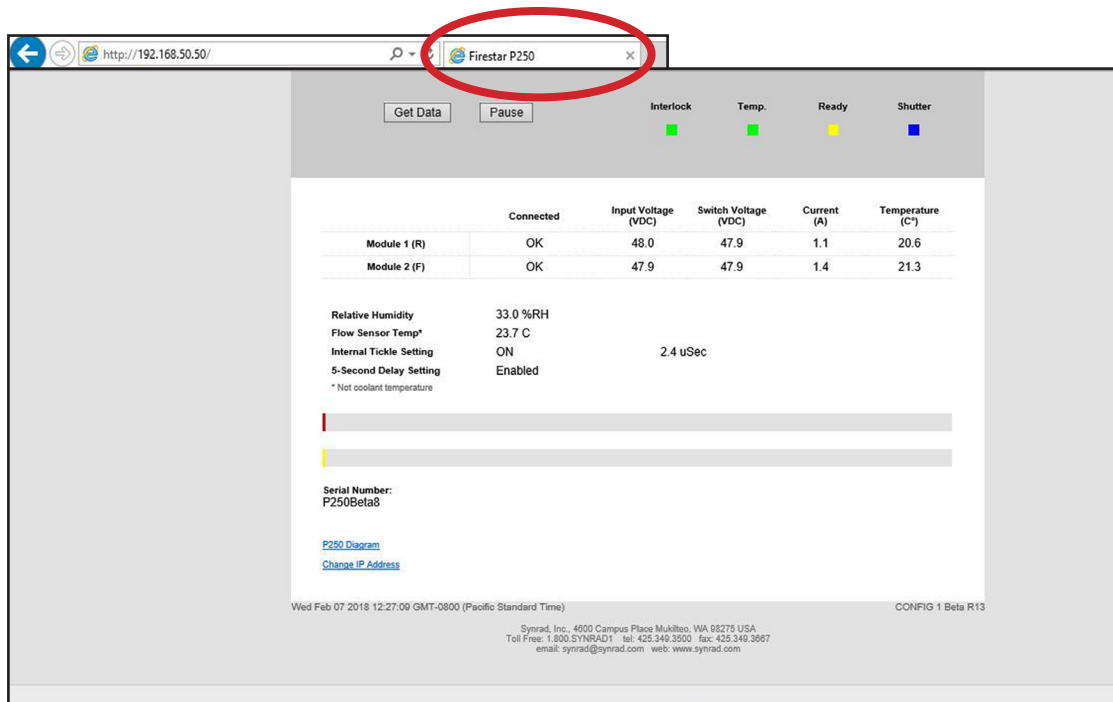 http://192.168.50.50/
Firestar P250
Get Data Pause Interlock Temp. Ready Shutter
Connected Input Voltage (VDC) Switch Voltage (VDC) Current (A) Temperature (C°)
Module 1 (R) OK 48.0 47.9 1.1 20.6
Module 2 (F) OK 47.9 47.9 1.4 21.3
Relative Humidity 33.0 %RH
Flow Sensor Temp* 23.7 C
Internal Tickle Setting ON 2.4 uSec
5-Second Delay Setting Enabled
* Not coolant temperature
Serial Number:
P250Beta8
P250 Diagram
Change IP Address
Wed Feb 07 2018 12:27:09 GMT-0800 (Pacific Standard Time) CONFIG 1 Beta R13
Synrad, Inc., 4600 Campus Place Mukilteo, WA 98275 USA
Toll Free: 1.800.SYNRAD1 tel: 425.349.3500 fax: 425.349.3667
email: synrad@synrad.com web: www.synrad.com